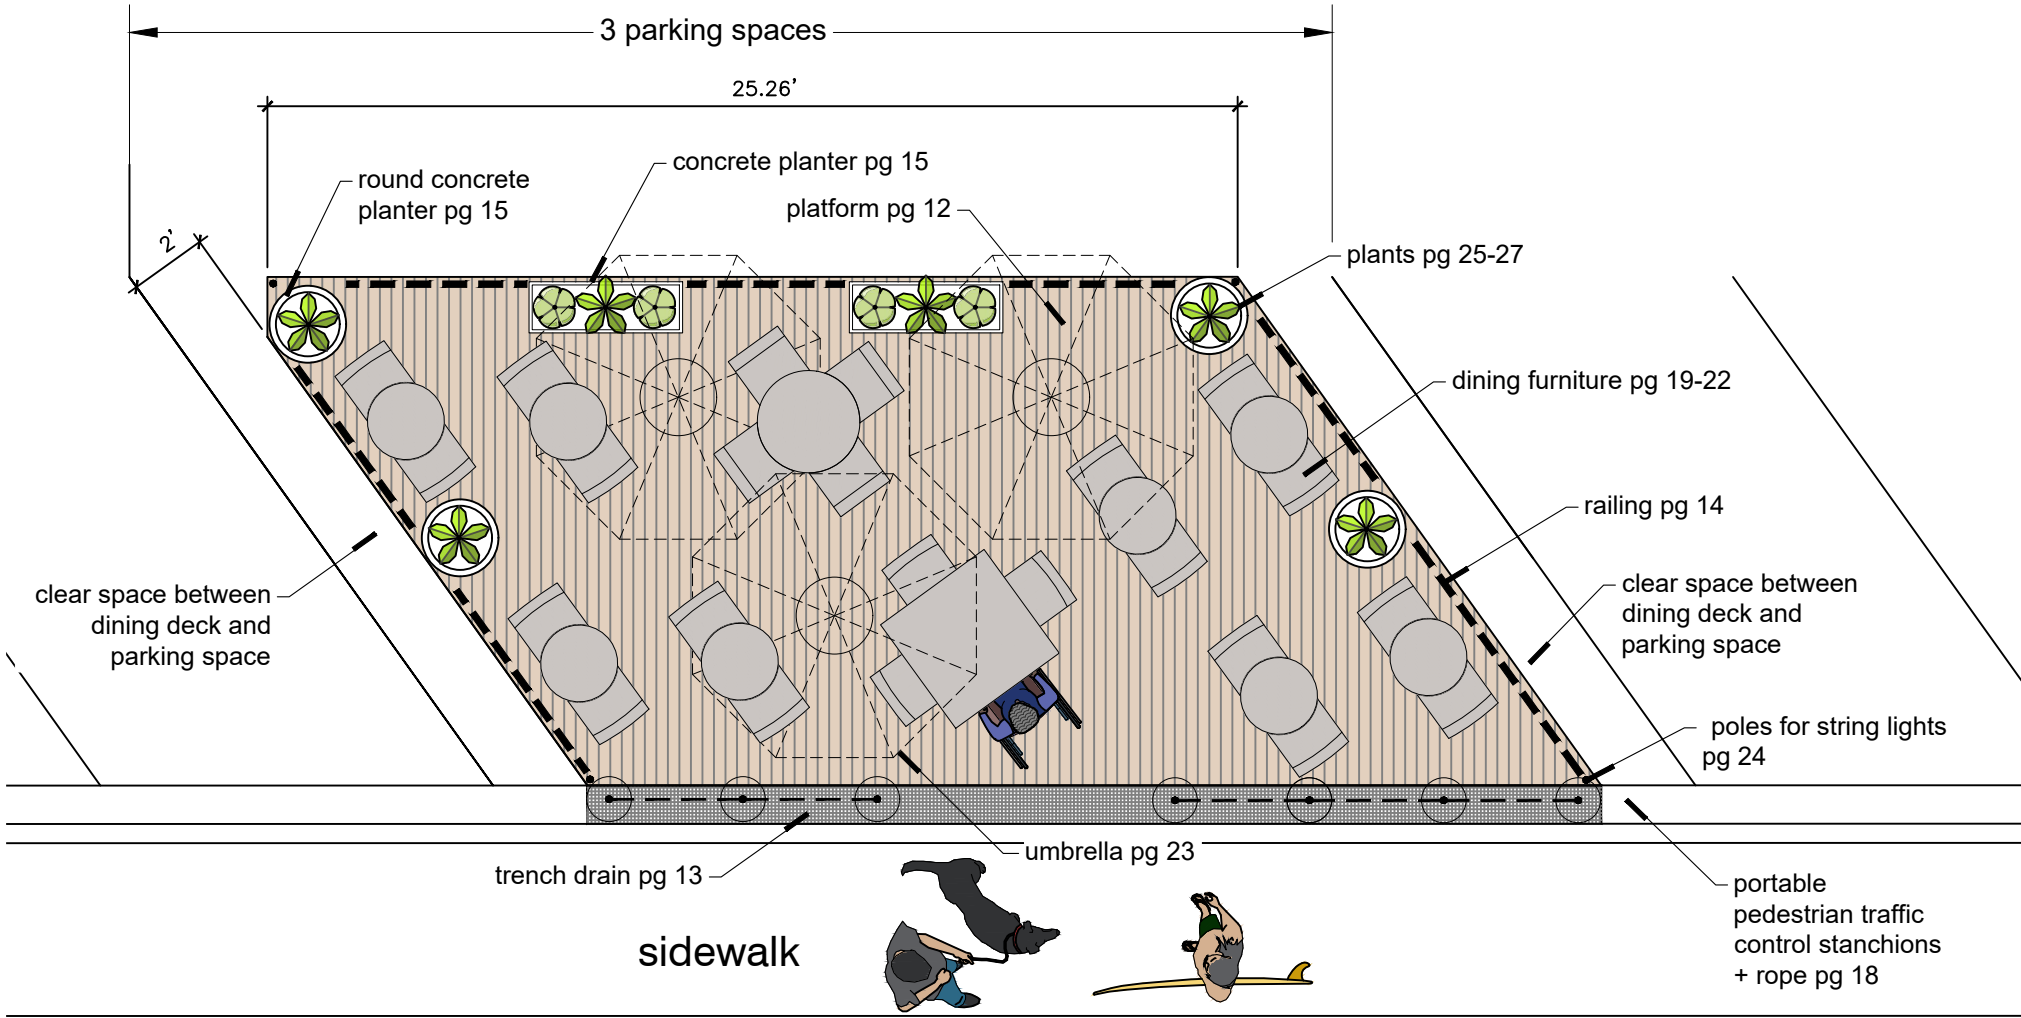 3 parking spaces
25.26'
concrete planter pg 15
round concrete
planter pg 15
platform pg 12
2'
plants pg 25-27
dining furniture pg 19-22
railing pg 14
clear space between
dining deck and
parking space
clear space between
dining deck and
parking space
poles for string lights
pg 24
umbrella pg 23
trench drain pg 13
portable
pedestrian traffic
control stanchions
+ rope pg 18
sidewalk